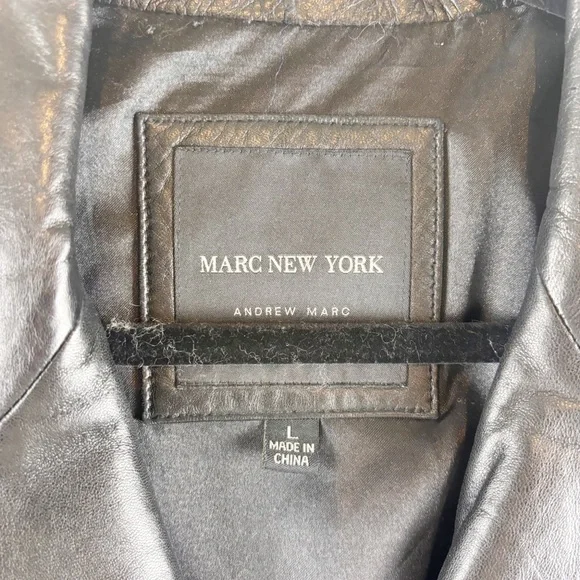 MARC NEW YORK
ANDREW MARC
L
MADE IN
CHINA